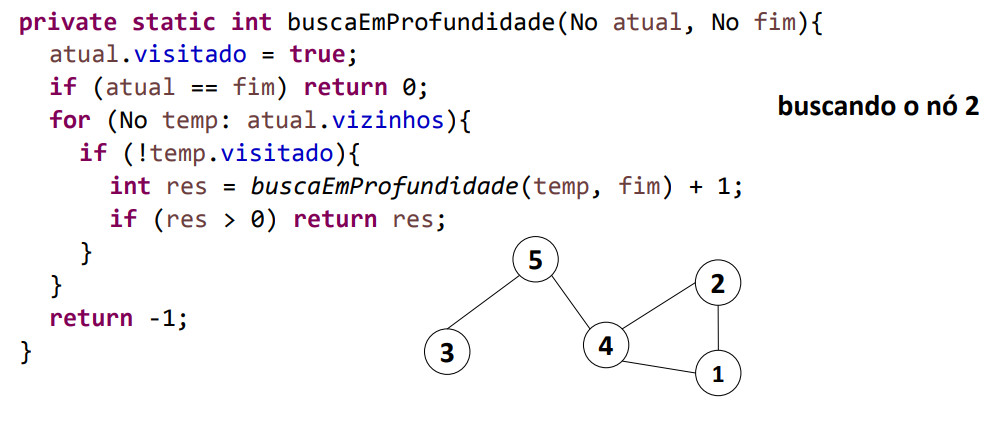 private static int buscaEmProfundidade(No atual, No fim){
atual.visitado = true;
if (atual == fim) return 0;
for (No temp: atual.vizinhos){
if (!temp.visitado){
int res = buscaEmProfundidade(temp, fim) + 1;
if (res > 0) return res;
}
}
return -1;
}
buscando o nó 2
5
2
4
3
1